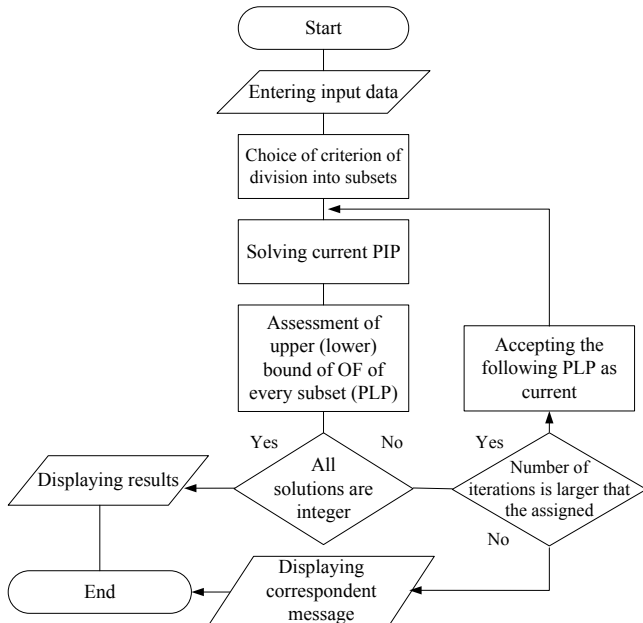 Start
Entering input data
Choice of criterion of
division into subsets
Solving current PIP
Assessment of
upper (lower)
bound of OF of
every subset (PLP)
Accepting the
following PLP as
current
Yes
No
Yes
All
solutions are
integer
Number of
iterations is larger that
the assigned
Displaying results
No
End
Displaying
correspondent
message